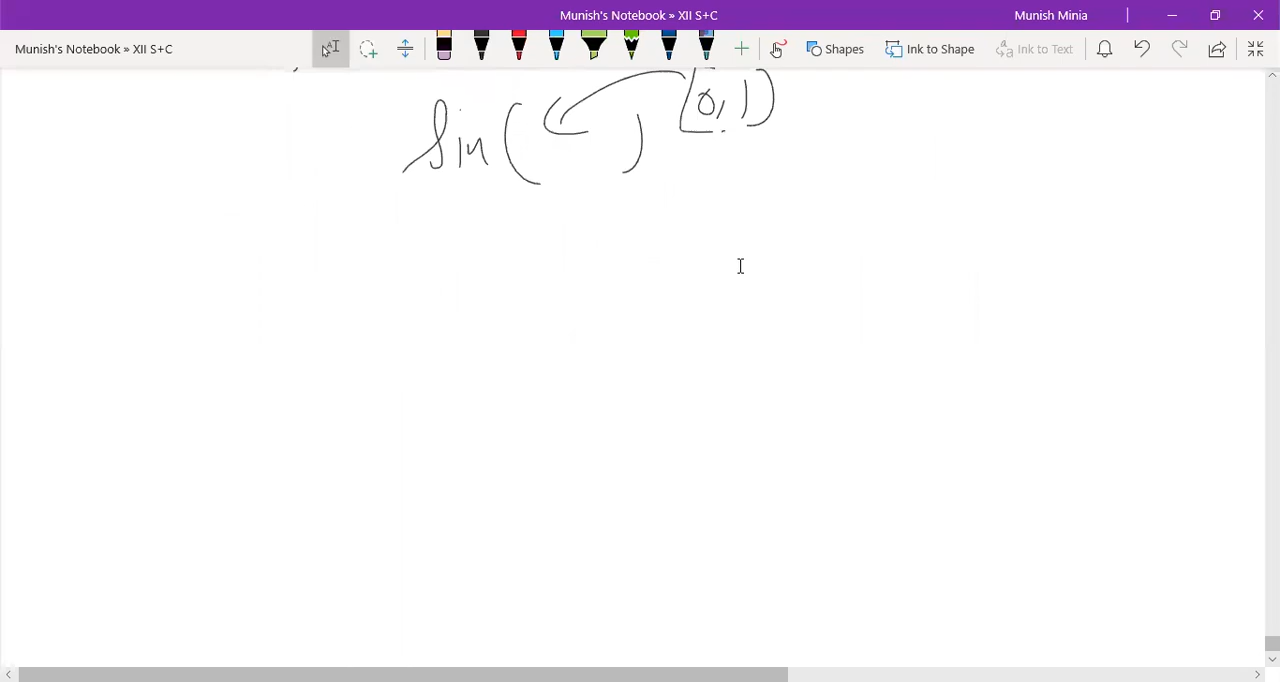 Munish's Notebook » XII S+C
Munish Minia
Munish's Notebook » XII S+C
Shapes
Ink to Shape
Ink to Text
[0,1)
Sin( )